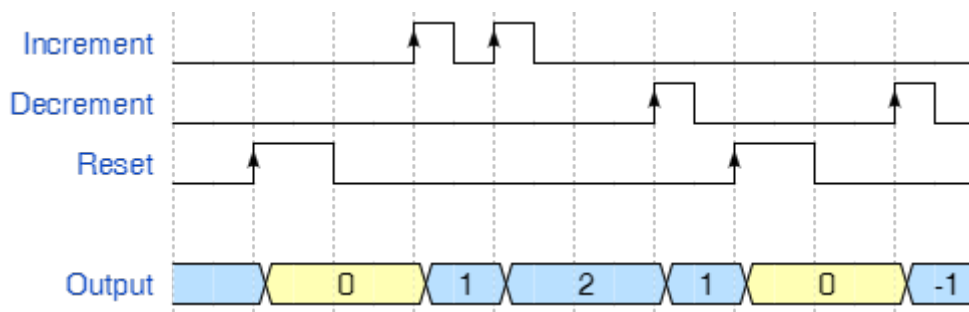 Increment
Decrement
Reset
Output 0 1 2 1 0 -1